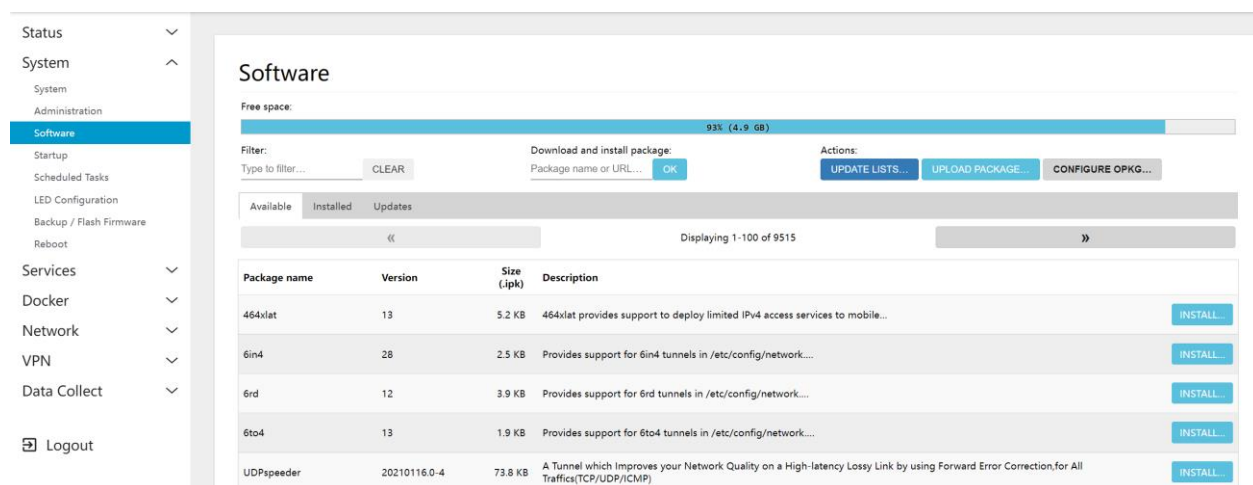 Status
System
System
Administration
Software
Startup
Scheduled Tasks
LED Configuration
Backup / Flash Firmware
Reboot
Services
Docker
Network
VPN
Data Collect
Logout
Software
Free space:
93% (4.9 GB)
Filter: Download and install package: Actions:
Type to filter... CLEAR Package name or URL... OK UPDATE LISTS... UPLOAD PACKAGE... CONFIGURE OPKG...
Available Installed Updates
« Displaying 1-100 of 9515 »
Package name Version Size (.ipk) Description
464xlat 13 5.2 KB 464xlat provides support to deploy limited IPv4 access services to mobile... INSTALL...
6in4 28 2.5 KB Provides support for 6in4 tunnels in /etc/config/network.... INSTALL...
6rd 12 3.9 KB Provides support for 6rd tunnels in /etc/config/network.... INSTALL...
6to4 13 1.9 KB Provides support for 6to4 tunnels in /etc/config/network.... INSTALL...
UDPspeeder 20210116.0-4 73.8 KB A Tunnel which Improves your Network Quality on a High-latency Lossy Link by using Forward Error Correction,for All INSTALL...
Traffics(TCP/UDP/ICMP)